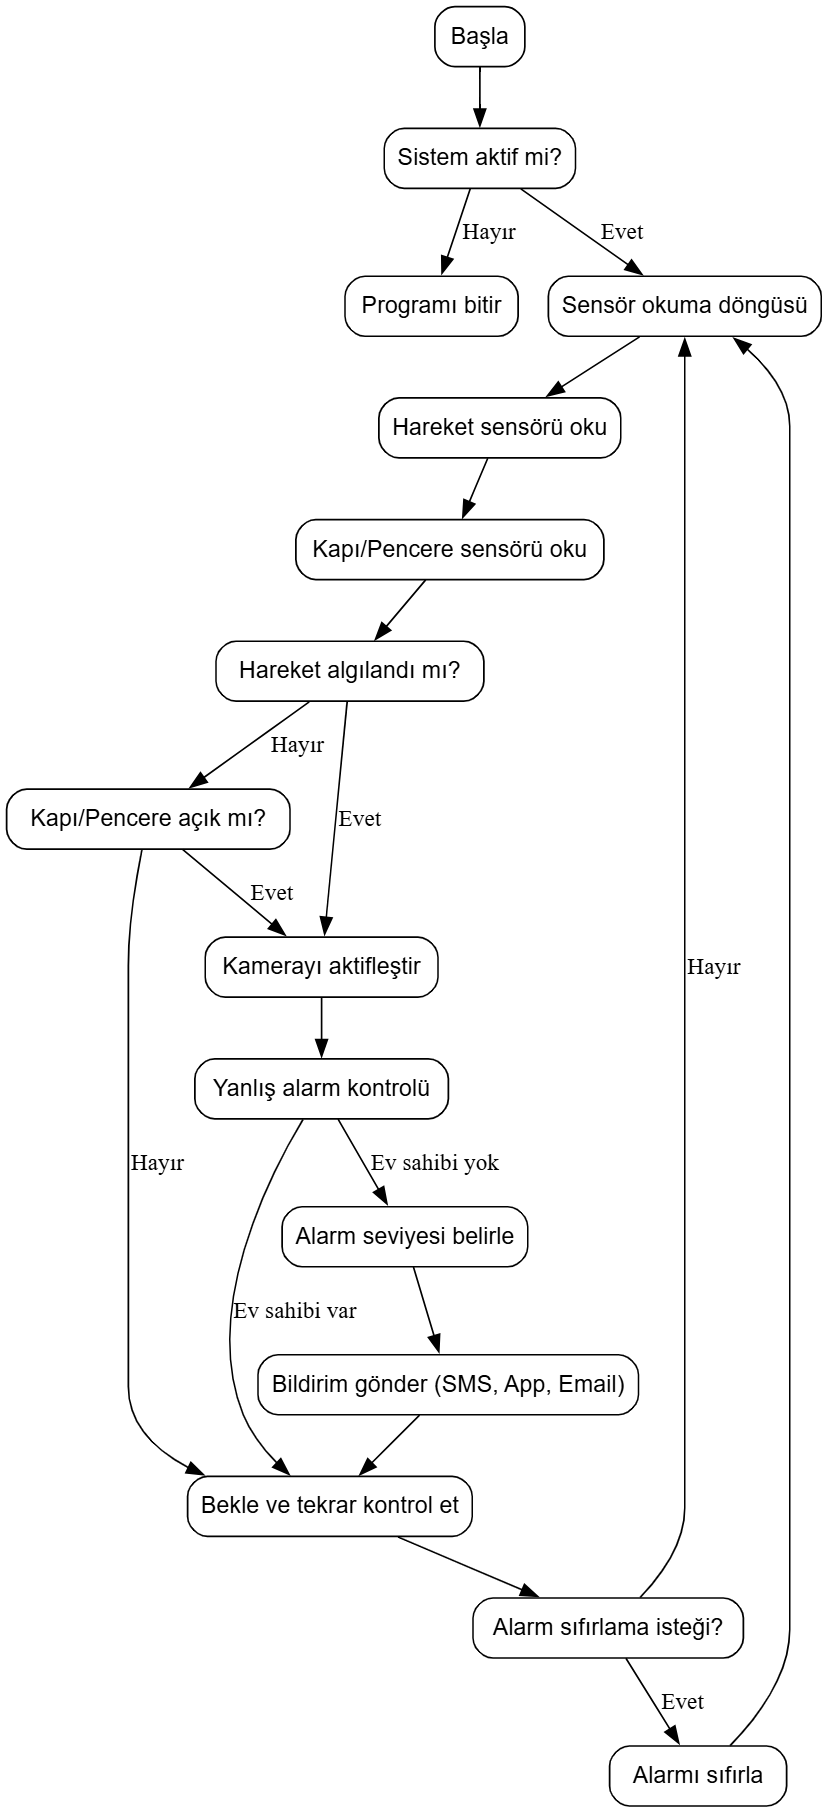 Başla
Sistem aktif mi?
Hayır
Evet
Programı bitir
Sensör okuma döngüsü
Hareket sensörü oku
Kapı/Pencere sensörü oku
Hareket algılandı mı?
Hayır
Kapı/Pencere açık mı?
Evet
Evet
Kamerayı aktifleştir
Hayır
Yanlış alarm kontrolü
Hayır
Ev sahibi yok
Alarm seviyesi belirle
Ev sahibi var
Bildirim gönder (SMS, App, Email)
Bekle ve tekrar kontrol et
Alarm sıfırlama isteği?
Evet
Alarmı sıfırla